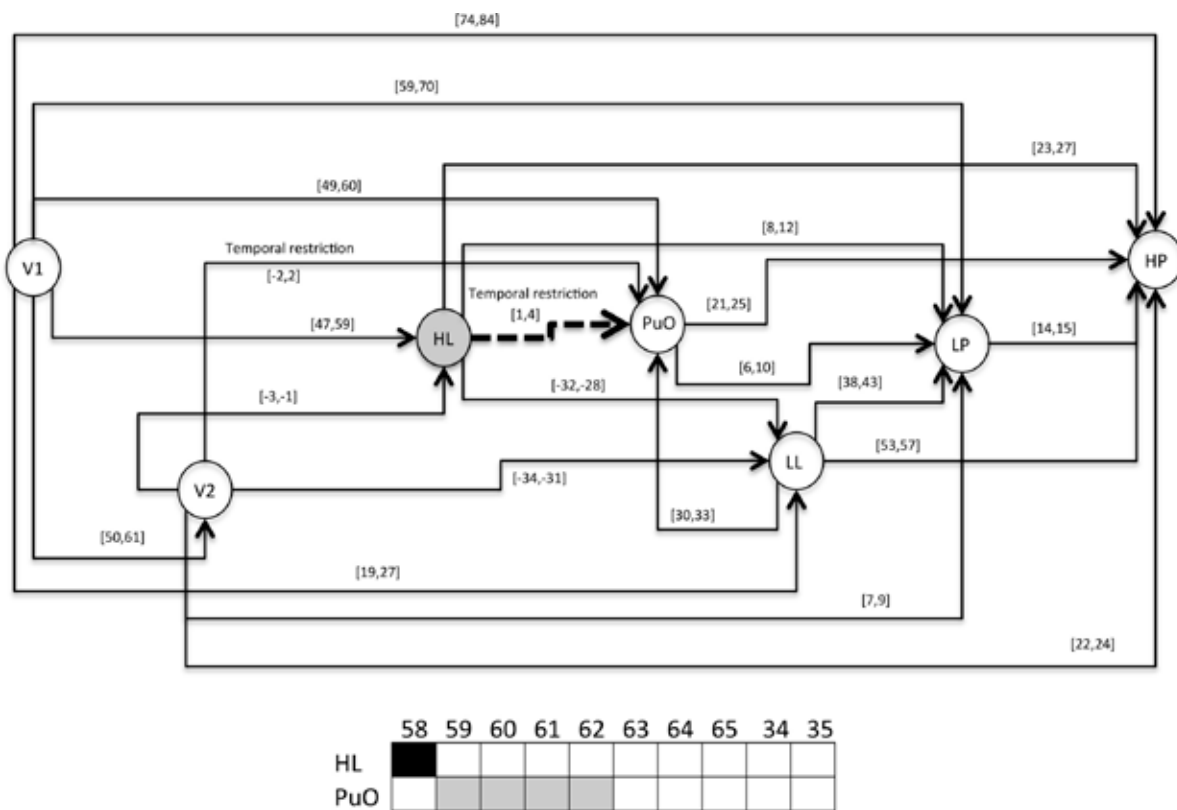 [74,84]
[59,70]
[23,27]
[49,60]
[8,12]
Temporal restriction
[-2,2]
V1
HP
Temporal restriction
[1,4]
[21,25]
PuO
[47,59]
HL
[14,15]
LP
[6,10]
[-32,-28]
[38,43]
[-3,-1]
[53,57]
LL
[-34,-31]
V2
[30,33]
[50,61]
[19,27]
[7,9]
[22,24]
58 59 60 61 62 63 64 65 34 35
HL
PuO